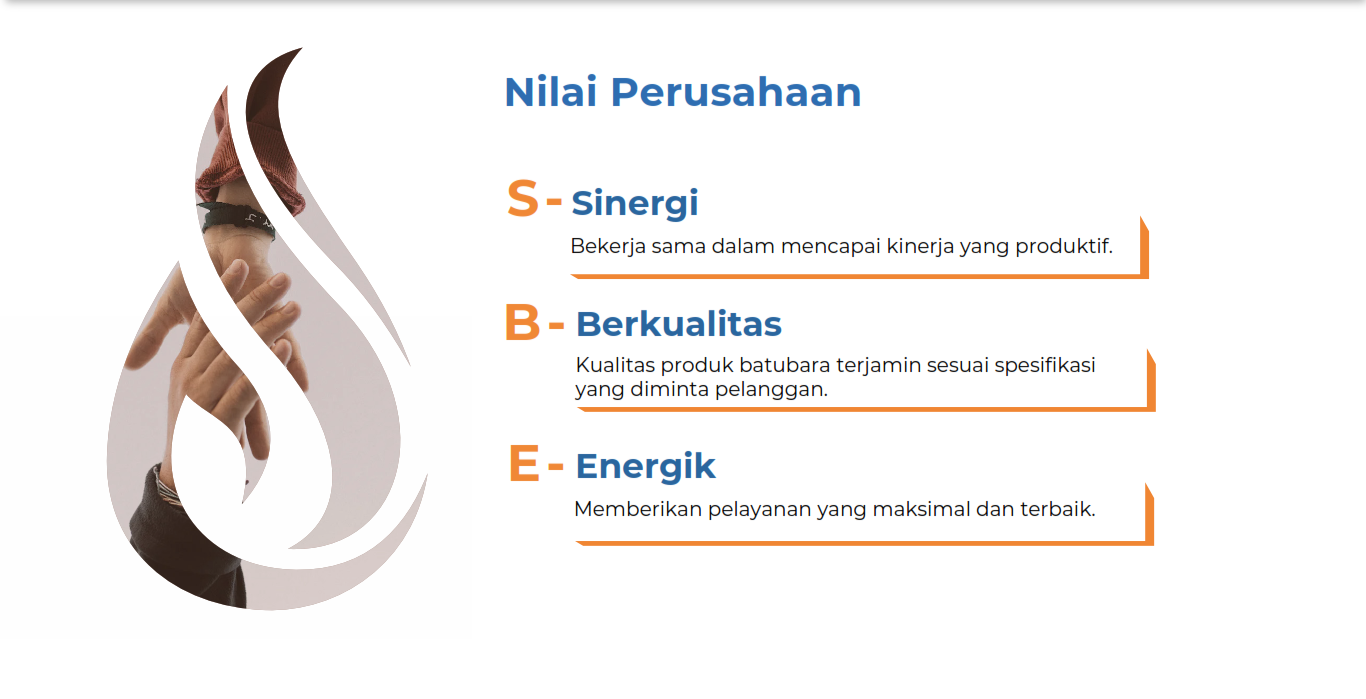 Nilai Perusahaan
S - Sinergi
Bekerja sama dalam mencapai kinerja yang produktif.
B - Berkualitas
Kualitas produk batubara terjamin sesuai spesifikasi
yang diminta pelanggan.
E - Energik
Memberikan pelayanan yang maksimal dan terbaik.